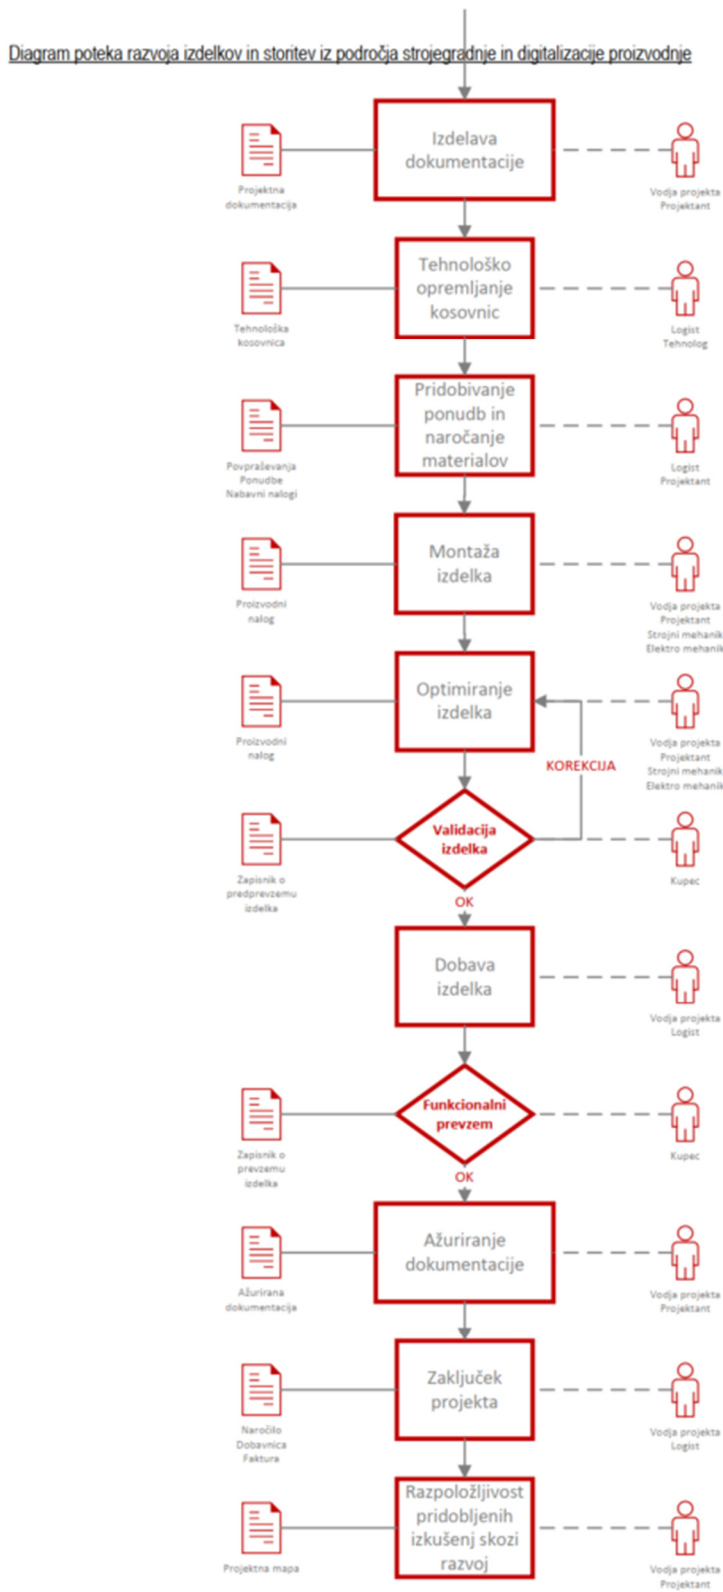 Diagram poteka razvoja izdelkov in storitev iz področja strojegradnje in digitalizacije proizvodnje
Izdelava
dokumentacije
Projektna
dokumentacija
Vodja projekta
Projektant
Tehnološko
opremljanje
kosovnic
Tehnološka
kosovnica
Logist
Tehnolog
Pridobivanje
ponudb in
naročanje
materialov
Povpraševanja
Ponudbe
Nabavni nalogi
Logist
Projektant
Montaža
izdelka
Proizvodni
nalog
Vodja projekta
Projektant
Strojni mehanik
Elektro mehanik
Optimiranje
izdelka
Proizvodni
nalog
Vodja projekta
Projektant
Strojni mehanik
Elektro mehanik
KOREKCIJA
Validacija
izdelka
Zapisnik o
predprevzemu
izdelka
Kupec
OK
Dobava
izdelka
Vodja projekta
Logist
Funkcionalni
prevzem
Zapisnik o
prevzemu
izdelka
Kupec
OK
Ažuriranje
dokumentacije
Ažurirana
dokumentacija
Vodja projekta
Projektant
Zaključek
projekta
Naročilo
Dobavnica
Faktura
Vodja projekta
Logist
Razpoložljivost
pridobljenih
izkušenj skozi
razvoj
Projektna mapa
Vodja projekta
Projektant